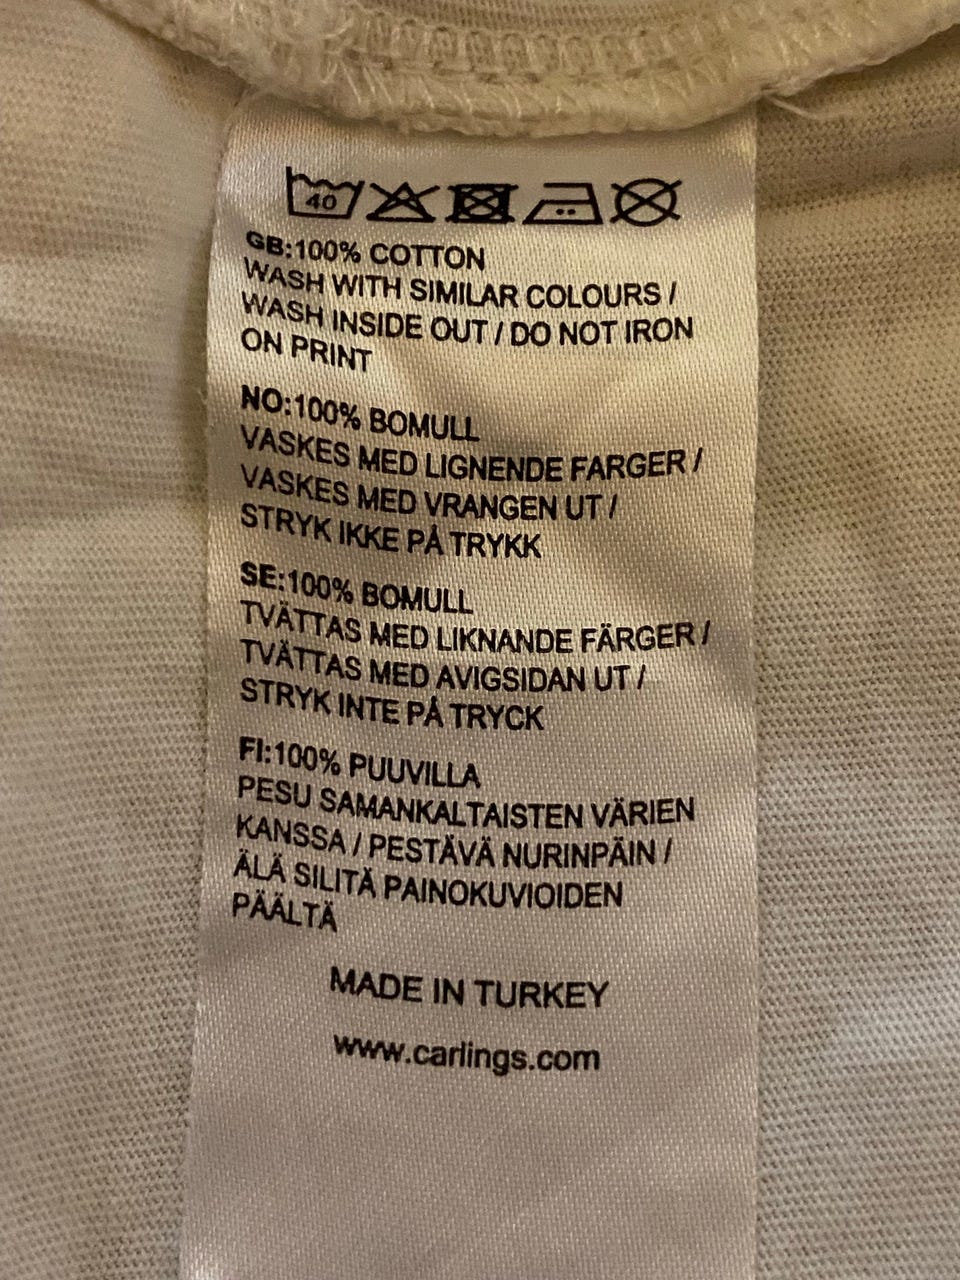 40
GB:100% COTTON
WASH WITH SIMILAR COLOURS /
WASH INSIDE OUT / DO NOT IRON
ON PRINT
NO:100% BOMULL
VASKES MED LIGNENDE FARGER /
VASKES MED VRANGEN UT /
STRYK IKKE PÅ TRYKK
SE:100% BOMULL
TVÄTTAS MED LIKNANDE FÄRGER /
TVÄTTAS MED AVIGSIDAN UT /
STRYK INTE PÅ TRYCK
FI:100% PUUVILLA
PESU SAMANKALTAISTEN VÄRIEN
KANSSA / PESTÄVÄ NURINPÄIN /
ÄLÄ SILITÄ PAINOKUVIOIDEN
PÄÄLTÄ
MADE IN TURKEY
www.carlings.com